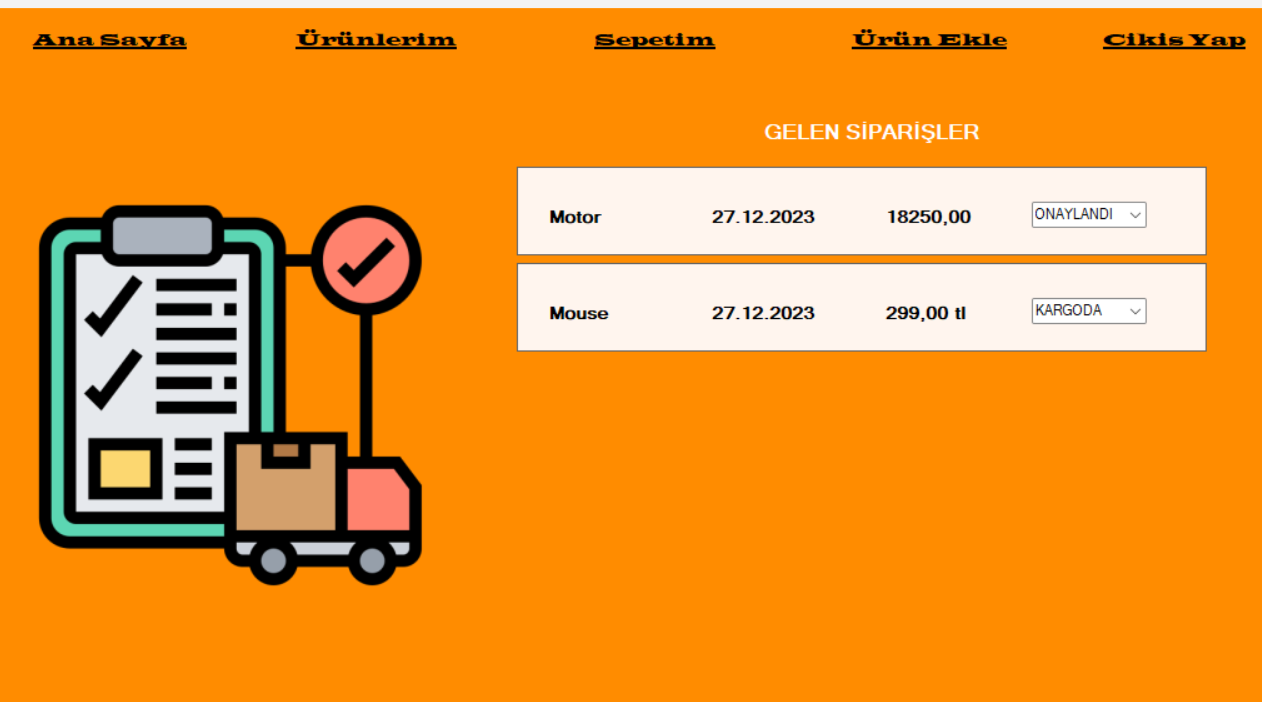 Ana Sayfa Ürünlerim Sepetim Ürün Ekle Cikis Yap
GELEN SİPARİŞLER
Motor 27.12.2023 18250,00 ONAYLANDI
Mouse 27.12.2023 299,00 tl KARGODA